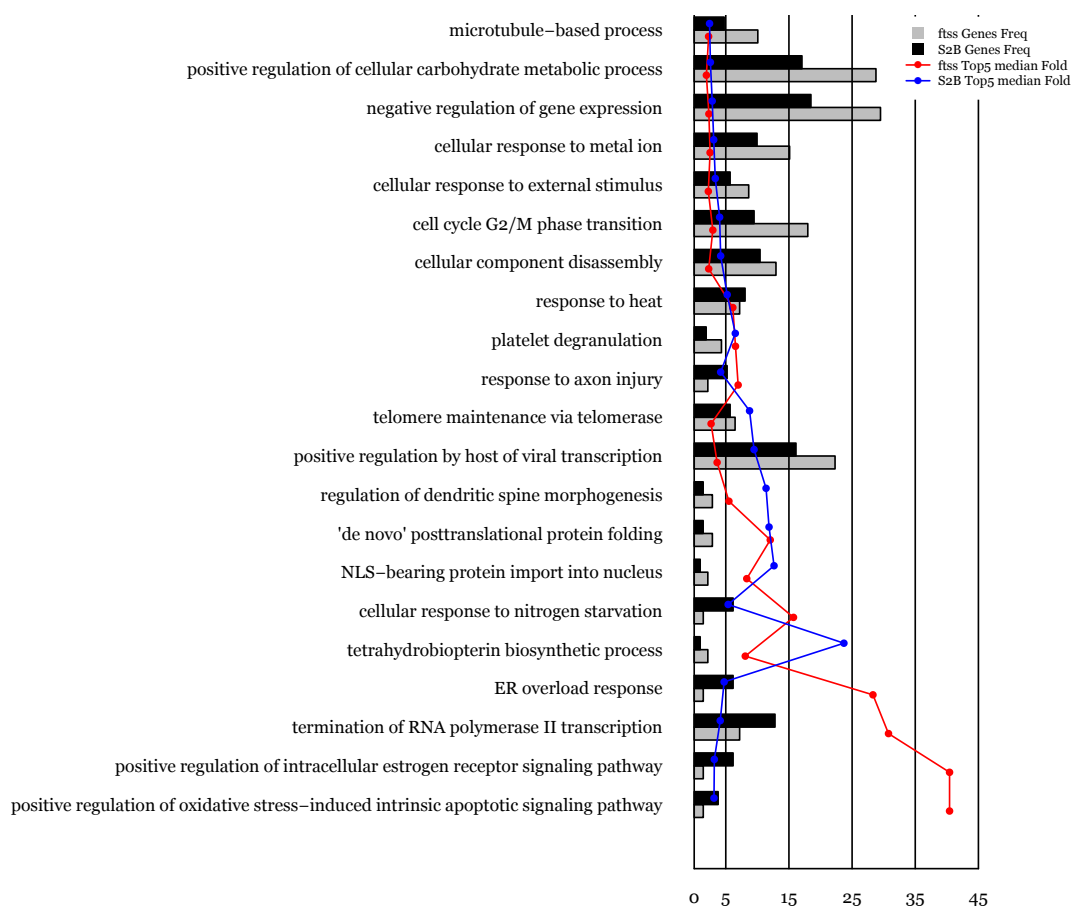 microtubule−based process
positive regulation of cellular carbohydrate metabolic process
negative regulation of gene expression
cellular response to metal ion
cellular response to external stimulus
cell cycle G2/M phase transition
cellular component disassembly
response to heat
platelet degranulation
response to axon injury
telomere maintenance via telomerase
positive regulation by host of viral transcription
regulation of dendritic spine morphogenesis
'de novo' posttranslational protein folding
NLS−bearing protein import into nucleus
cellular response to nitrogen starvation
tetrahydrobiopterin biosynthetic process
ER overload response
termination of RNA polymerase II transcription
positive regulation of intracellular estrogen receptor signaling pathway
positive regulation of oxidative stress−induced intrinsic apoptotic signaling pathway
ftss Genes Freq
S2B Genes Freq
ftss Top5 median Fold
S2B Top5 median Fold
0 5 15 25 35 45